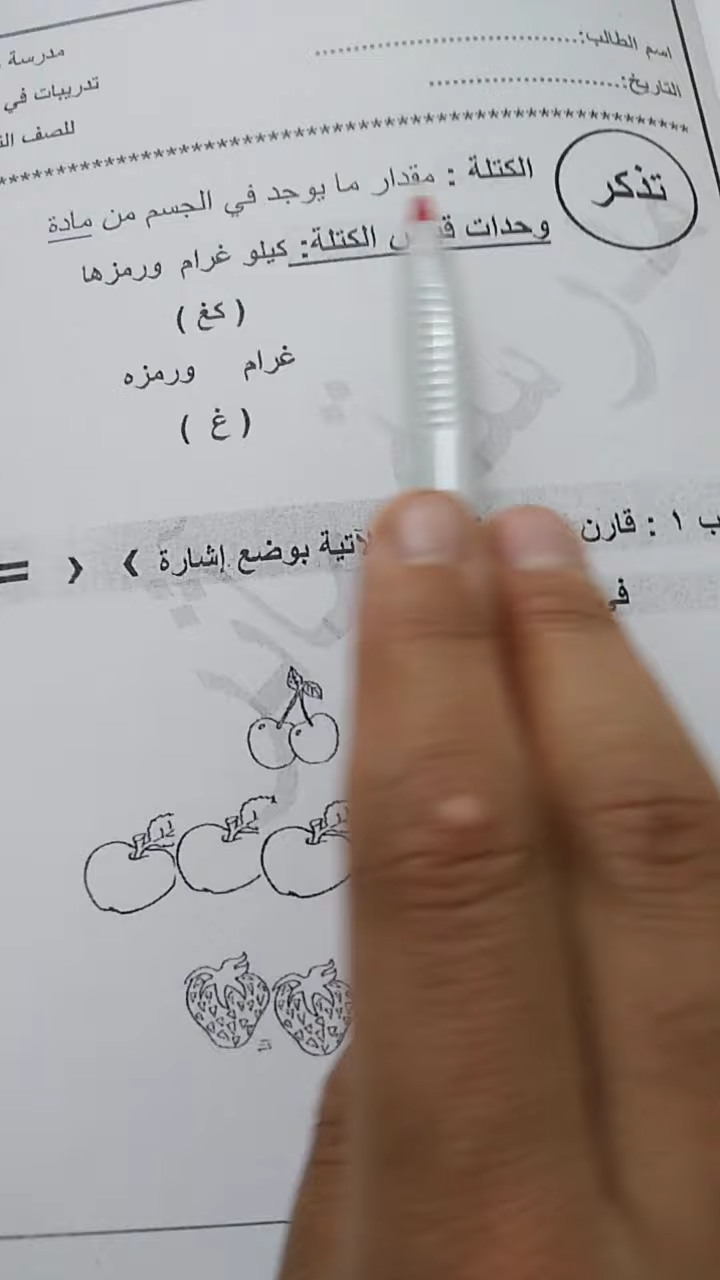 اسم الطالب:..............................
التاريخ:..............................
مدرسة
تدريبات في
للصف
تذكر
الكتلة : مقدار ما يوجد في الجسم من مادة
وحدات الكتلة: كيلو غرام ورمزها
( كغ )
غرام ورمزه
( غ )
ب ١ : قارن الآتية بوضع إشارة > < =